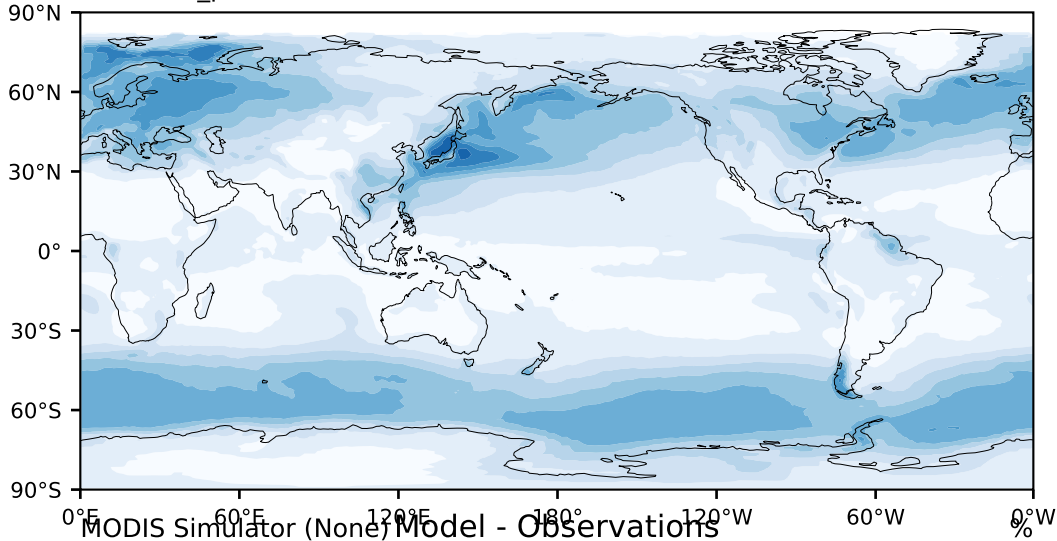 90°N
60°N
30°N
0°
30°S
60°S
90°S
0°E 60°E 120°E 180° 120°W 60°W 0°W
MODIS Simulator (None) Model - Observations %